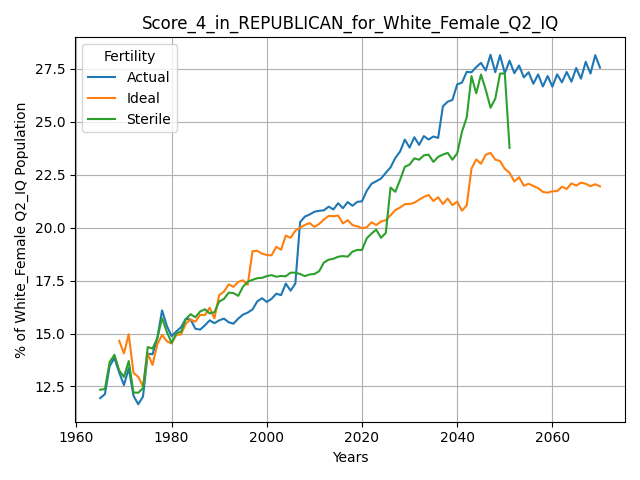 Score_4_in_REPUBLICAN_for_White_Female_Q2_IQ
Fertility
Actual
Ideal
Sterile
% of White_Female Q2_IQ Population
27.5
25.0
22.5
20.0
17.5
15.0
12.5
1960
1980
2000
2020
2040
2060
Years